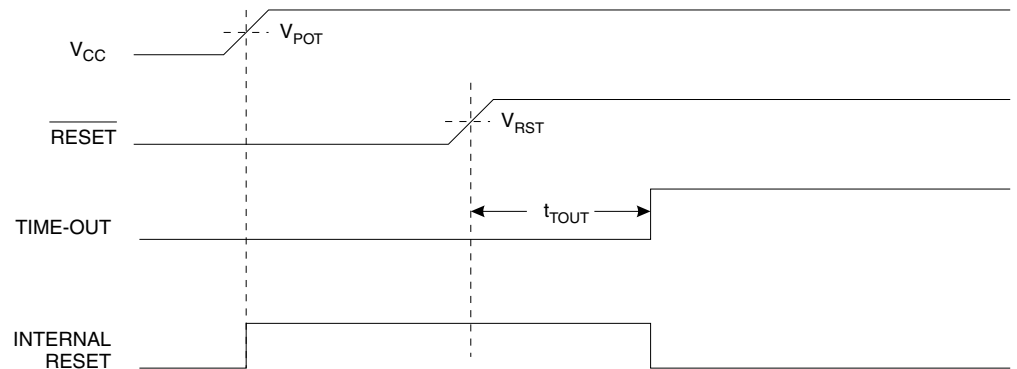 V_CC
V_POT
RESET
V_RST
t_TOUT
TIME-OUT
INTERNAL
RESET